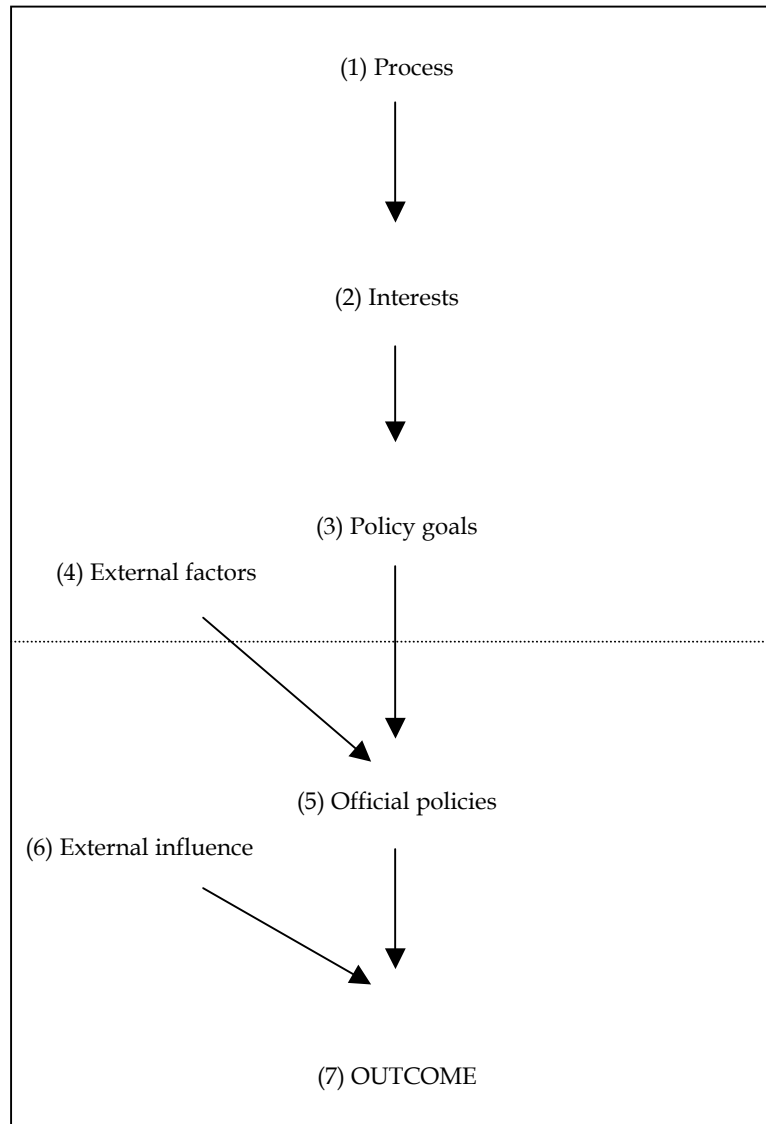 (1) Process
(2) Interests
(3) Policy goals
(4) External factors
(5) Official policies
(6) External influence
(7) OUTCOME